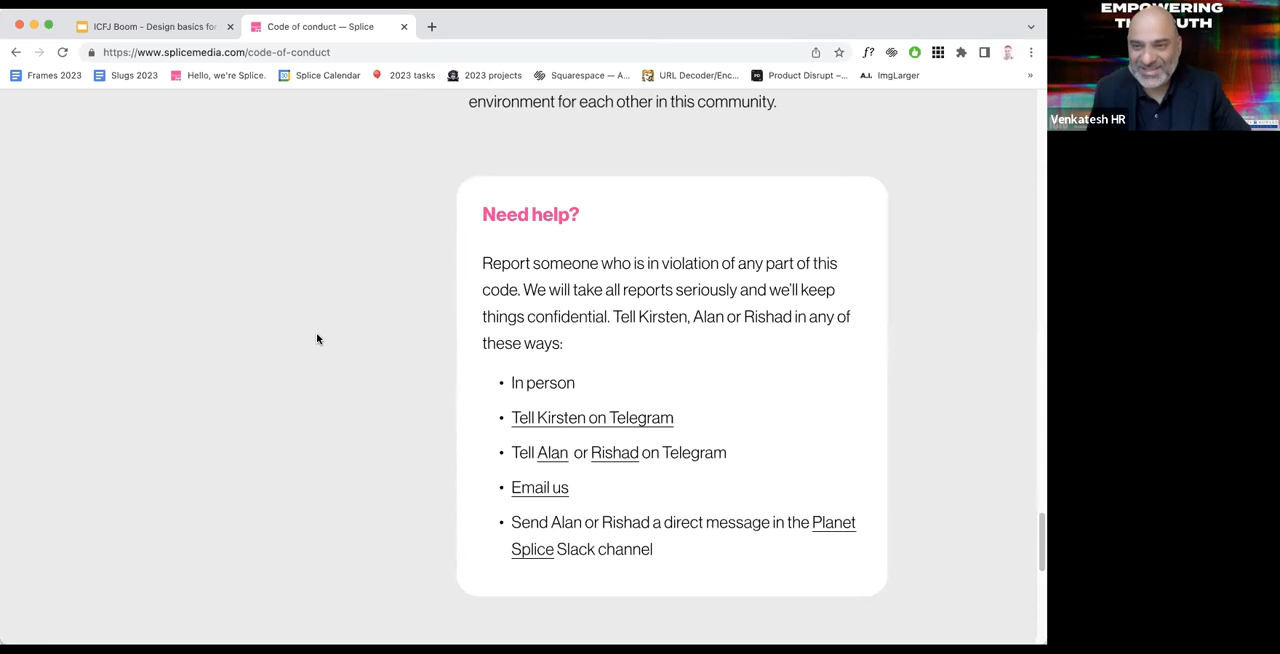 ICFJ Boom - Design basics for
Code of conduct — Splice
https://www.splicemedia.com/code-of-conduct
Frames 2023
Slugs 2023
Hello, we're Splice.
Splice Calendar
2023 tasks
2023 projects
Squarespace — A...
URL Decoder/Enc...
Product Disrupt –...
A.I.
ImgLarger
»
environment for each other in this community.
Need help?
Report someone who is in violation of any part of this
code. We will take all reports seriously and we'll keep
things confidential. Tell Kirsten, Alan or Rishad in any of
these ways:
• In person
• Tell Kirsten on Telegram
• Tell Alan or Rishad on Telegram
• Email us
• Send Alan or Rishad a direct message in the Planet
Splice Slack channel
EMPOWERING
Venkatesh HR